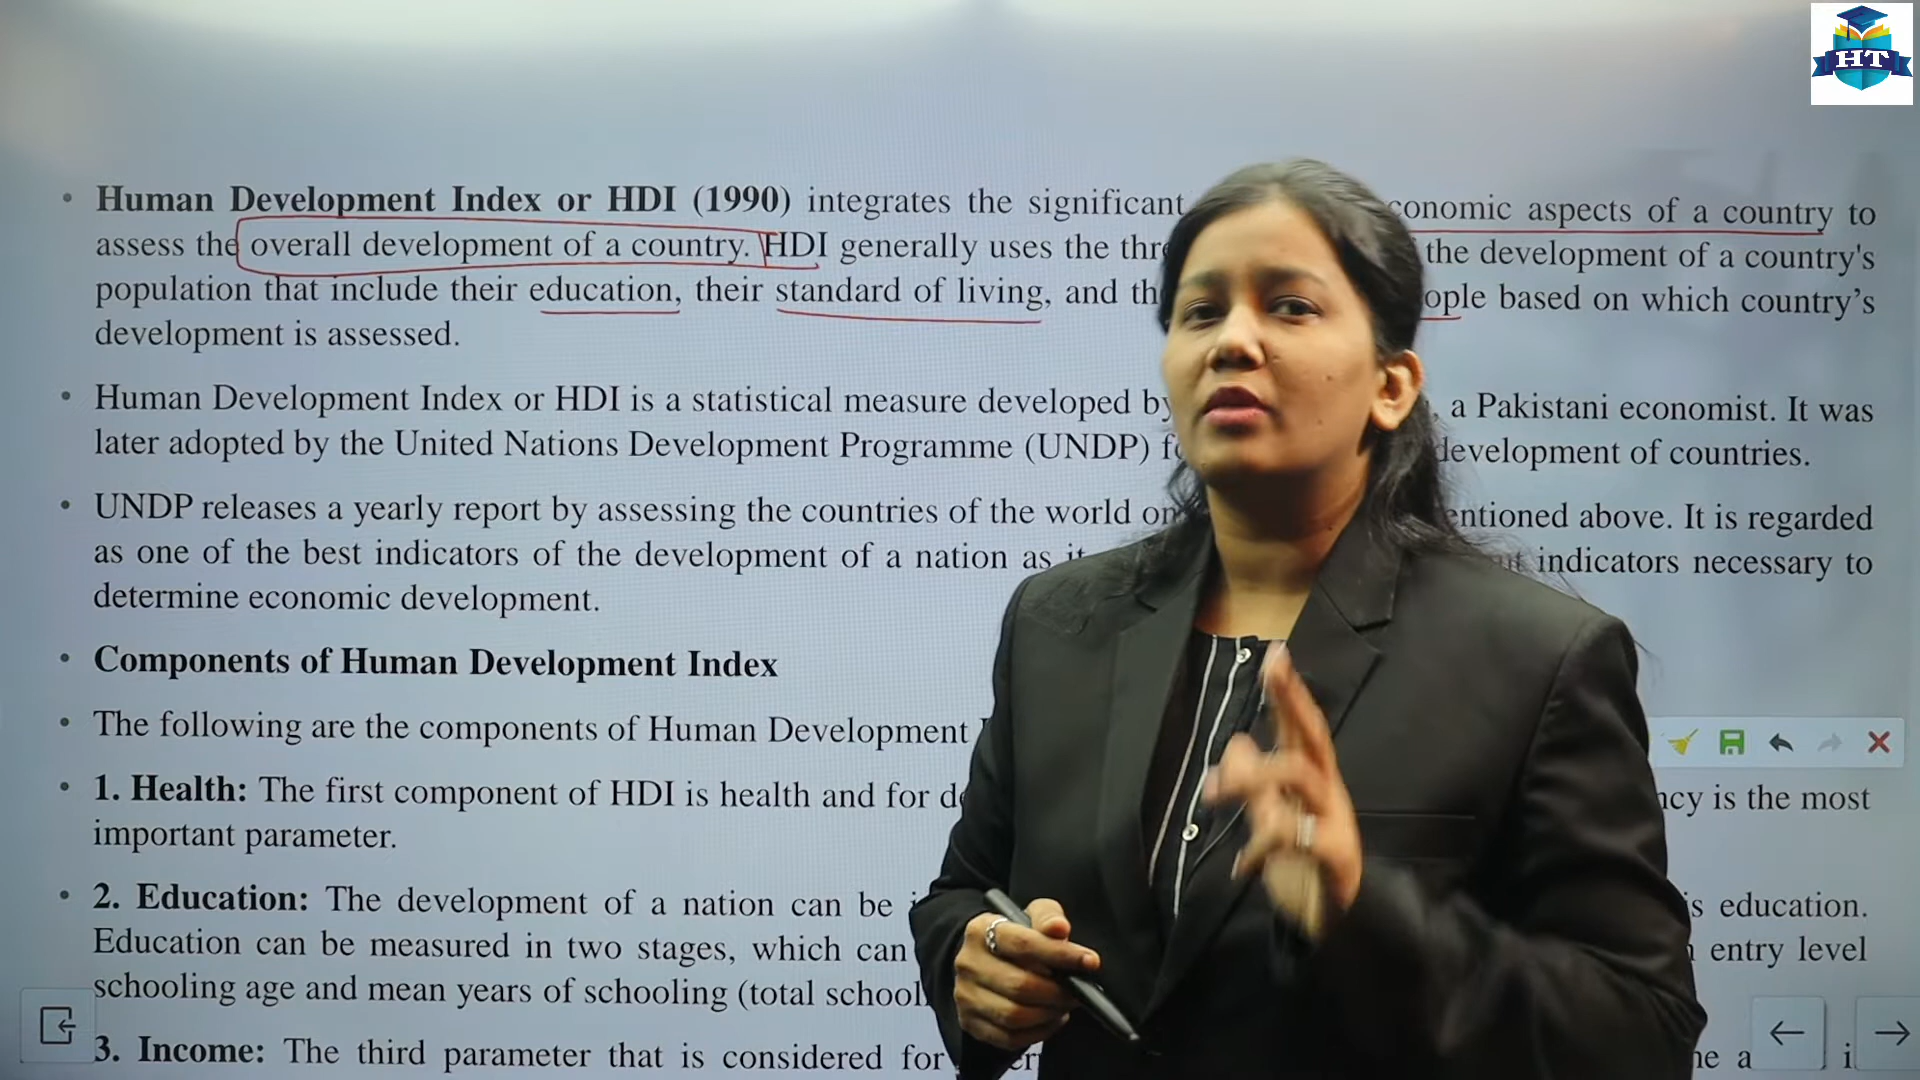 HT
• Human Development Index or HDI (1990) integrates the significant conomic aspects of a country to
assess the overall development of a country. HDI generally uses the the development of a country's
population that include their education, their standard of living, and ople based on which country’s
development is assessed.
• Human Development Index or HDI is a statistical measure developed by a Pakistani economist. It was
later adopted by the United Nations Development Programme (UNDP) development of countries.
• UNDP releases a yearly report by assessing the countries of the world on entioned above. It is regarded
as one of the best indicators of the development of a nation as it indicators necessary to
determine economic development.
• Components of Human Development Index
• The following are the components of Human Development
• 1. Health: The first component of HDI is health and for ncy is the most
important parameter.
• 2. Education: The development of a nation can be s education.
Education can be measured in two stages, which can entry level
schooling age and mean years of schooling (total school
3. Income: The third parameter that is considered for